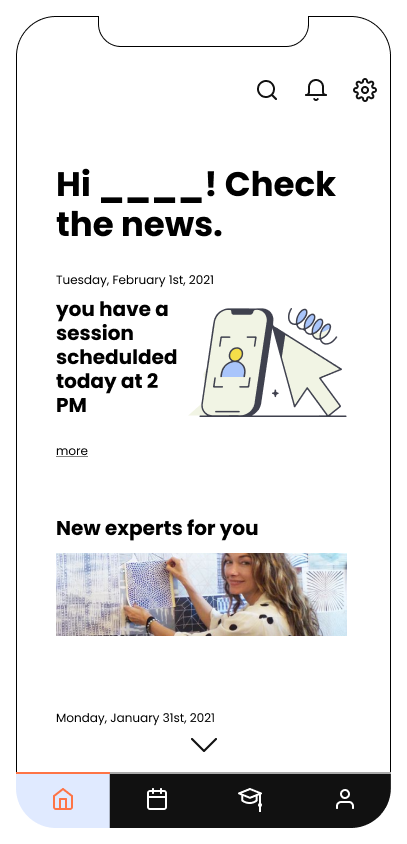 Hi ____! Check
the news.
Tuesday, February 1st, 2021
you have a
session
schedulded
today at 2
PM
more
New experts for you
Monday, January 31st, 2021